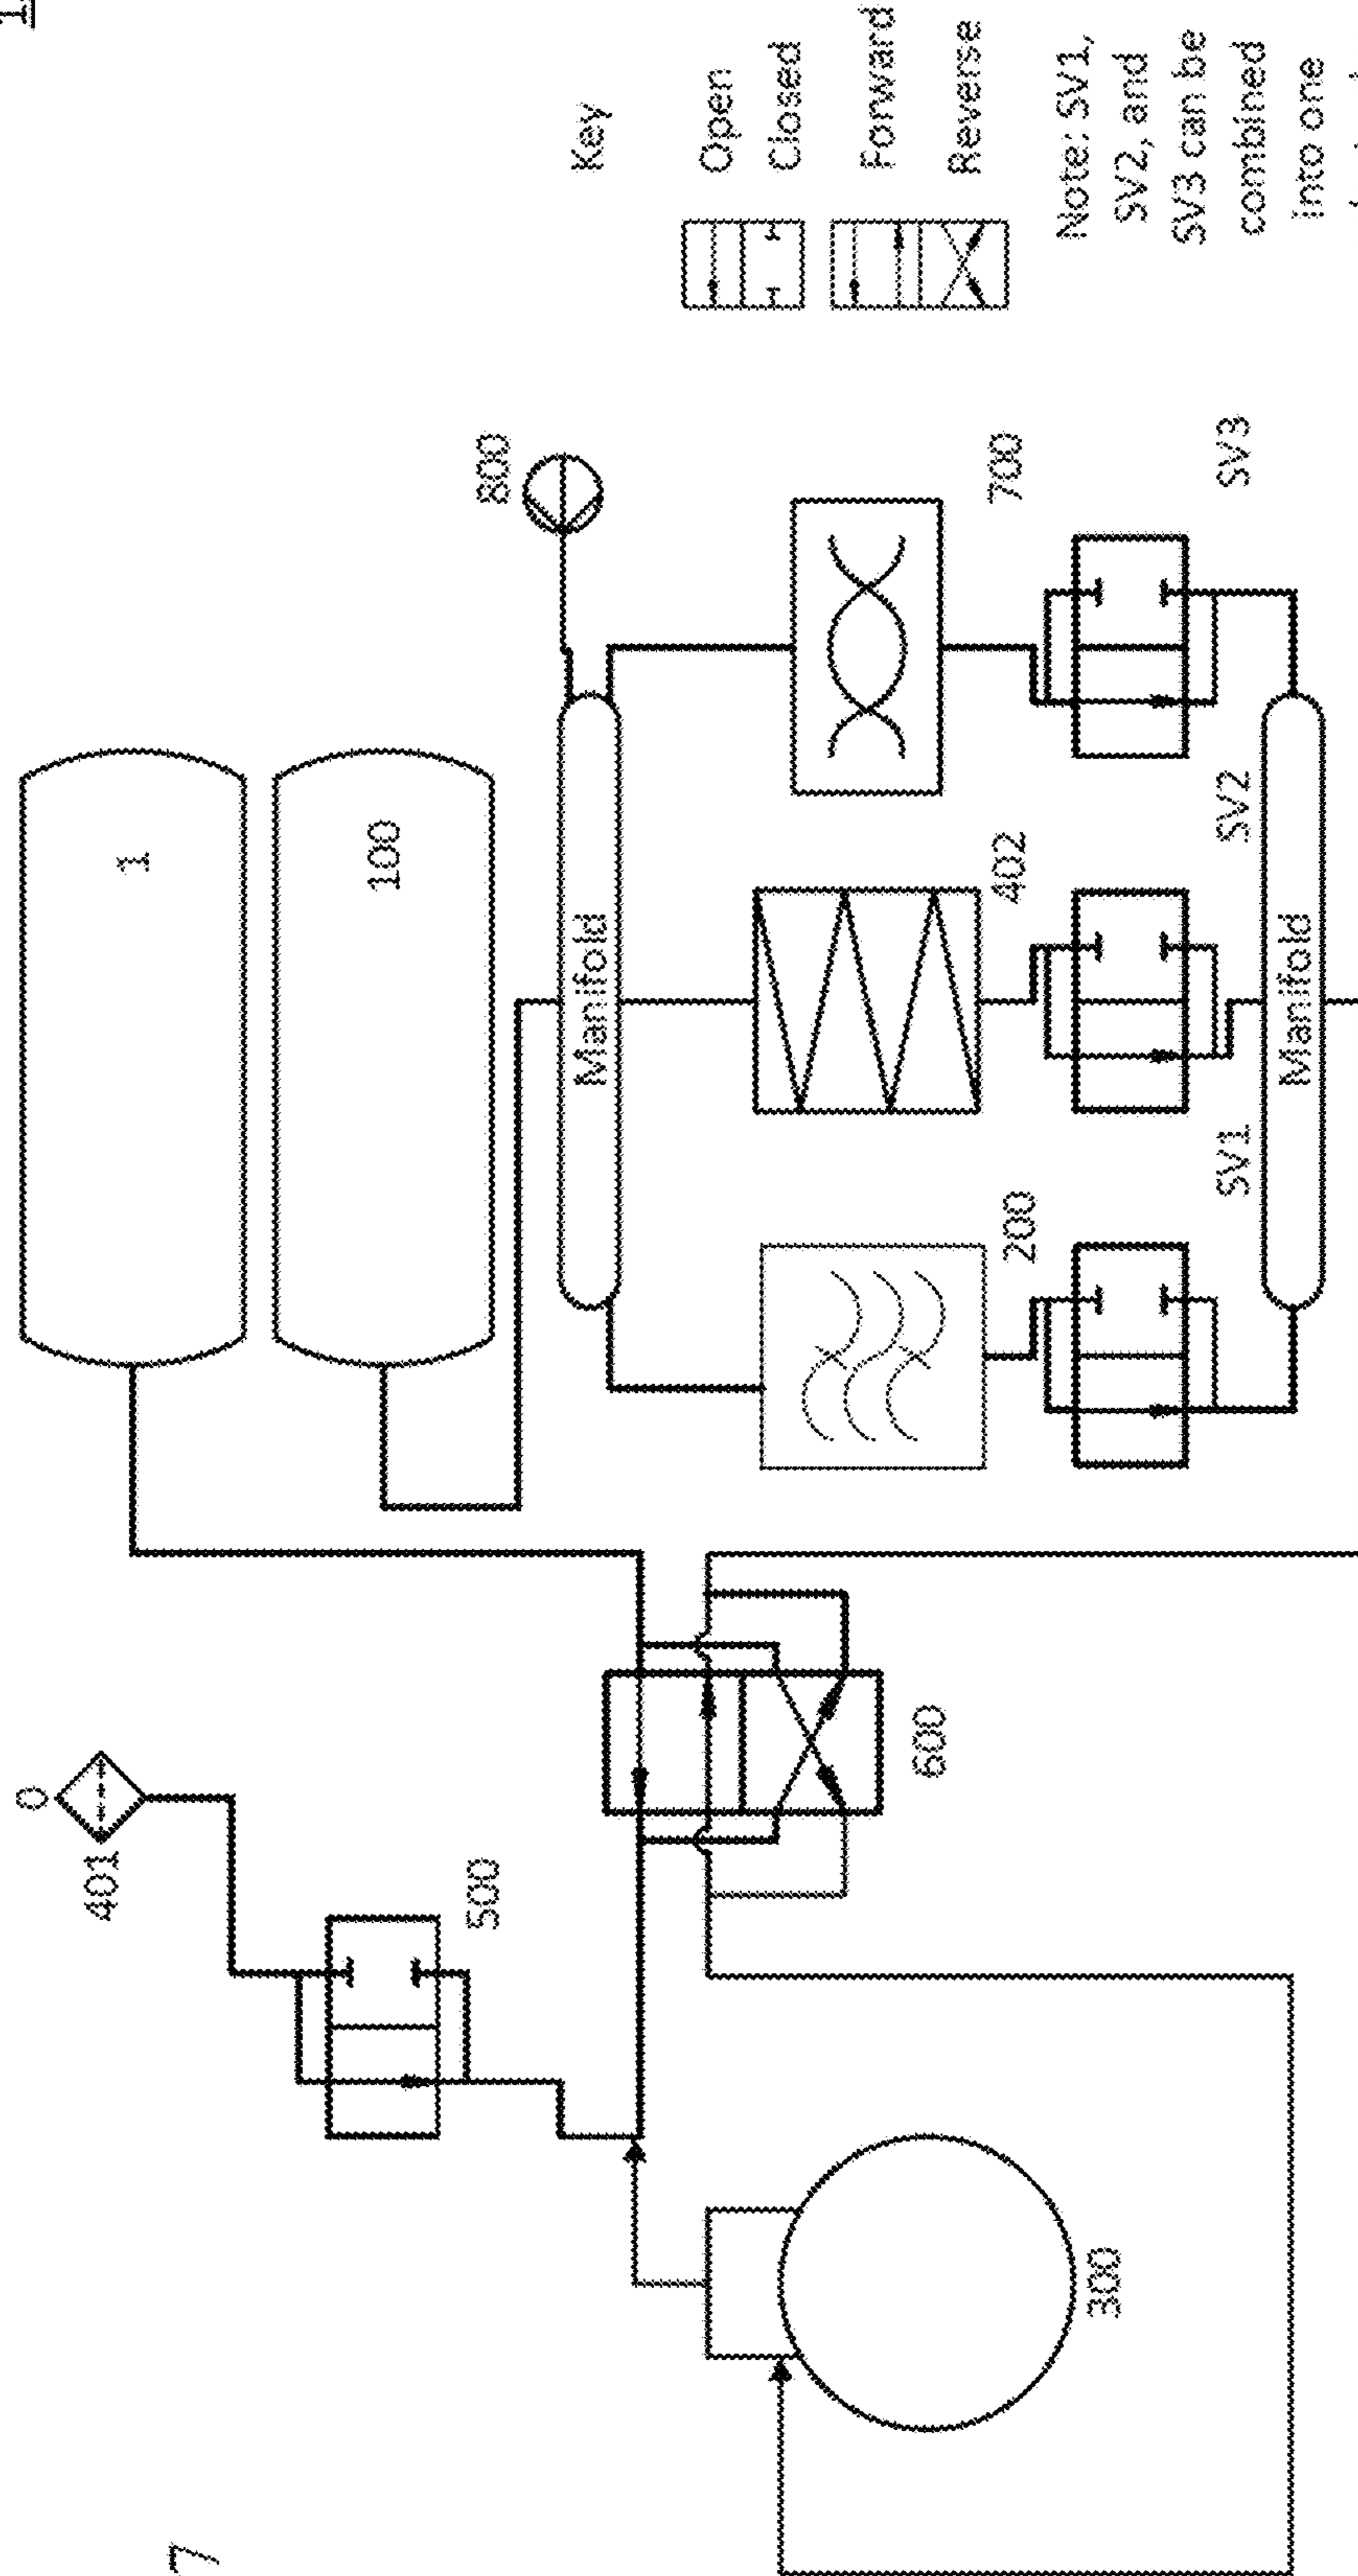 7
0
401
500
600
300
1
100
800
Manifold
200
402
700
SV1
SV2
SV3
Manifold
Key
Open
Closed
Forward
Reverse
Note: SV1,
SV2, and
SV3 can be
combined
into one